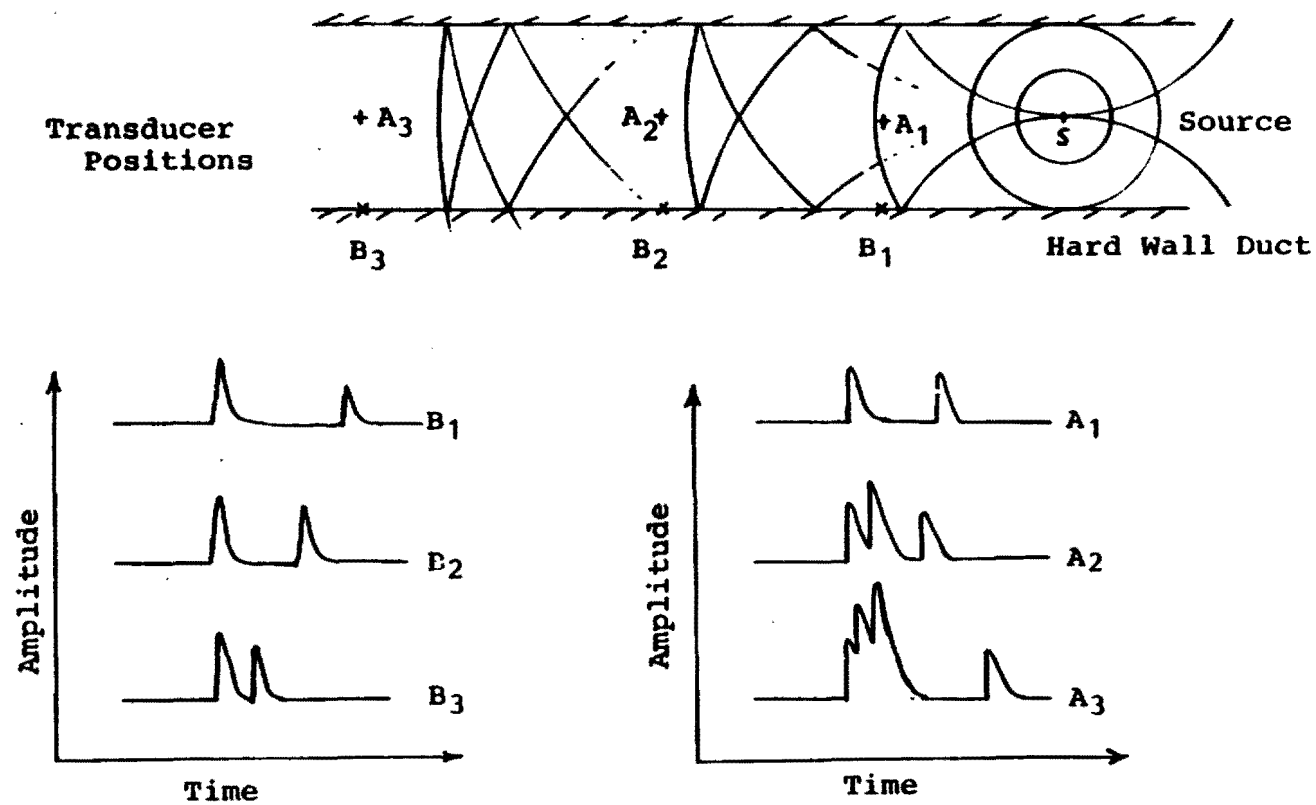 Transducer
Positions
+ A3
A2+
+A1
S
Source
B3
B2
B1
Hard Wall Duct
Amplitude
B1
B2
B3
Time
Amplitude
A1
A2
A3
Time